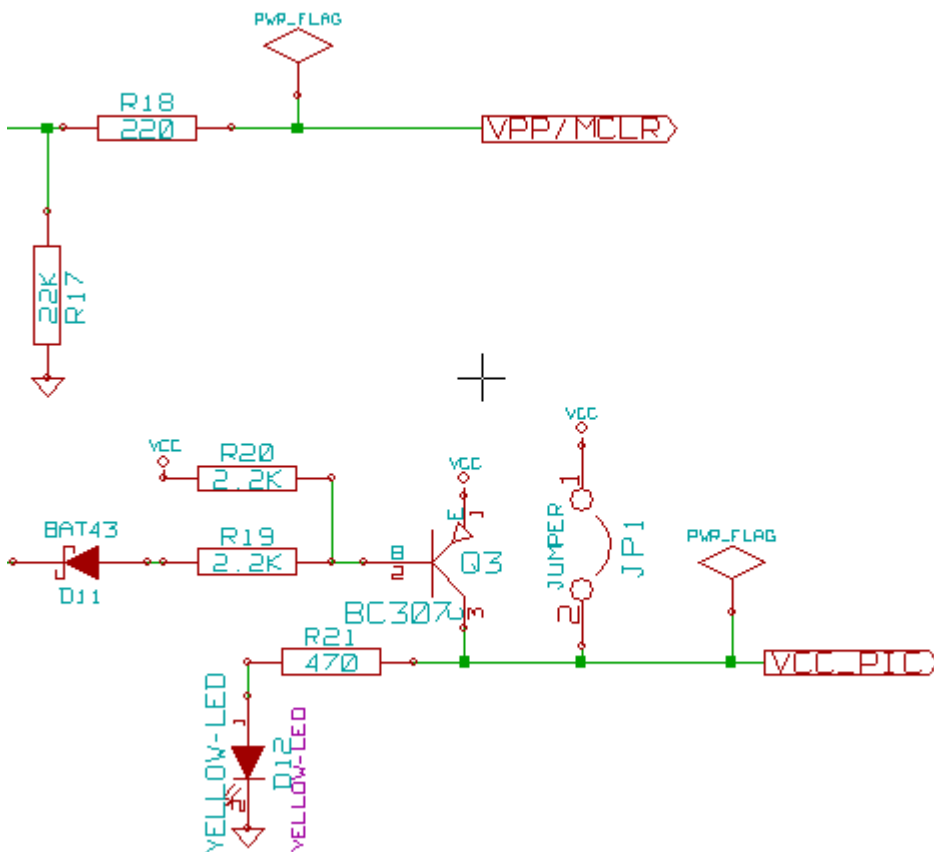 PWR_FLAG
R18
220
VPP/MCLR
22K
R17
VCC
R20
2.2K
VCC
VCC
BAT43
D11
R19
2.2K
E
1
B
2
Q3
BC307
C
3
1
JUMPER
JP1
2
PWR_FLAG
R21
470
VCC_PIC
YELLOW-LED
1
D12
2
YELLOW-LED